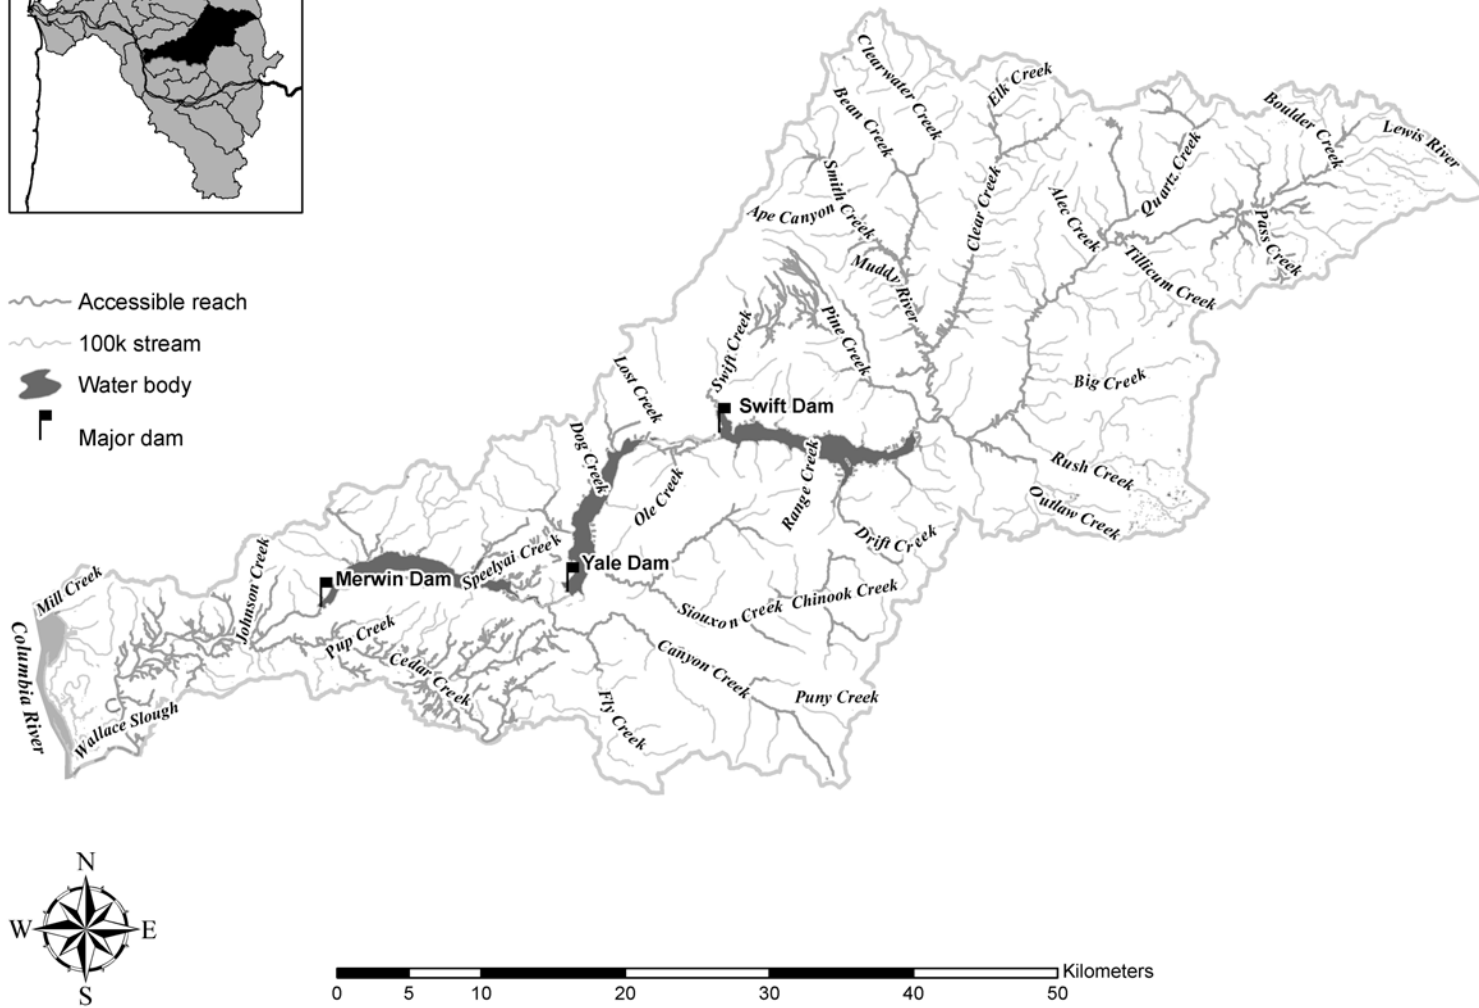 Clearwater Creek
Elk Creek
Bean Creek
Boulder Creek
Lewis River
Quartz Creek
Smith Creek
Ape Canyon
Clear Creek
Alec Creek
Pass Creek
Muddy River
Tillicum Creek
Accessible reach
100k stream
Water body
Major dam
Swift Creek
Pine Creek
Lost Creek
Big Creek
Swift Dam
Dog Creek
Ole Creek
Range Creek
Rush Creek
Outlaw Creek
Drift Creek
Speelyai Creek
Yale Dam
Merwin Dam
Johnson Creek
Mill Creek
Siouxon Creek
Chinook Creek
Pup Creek
Cedar Creek
Canyon Creek
Puny Creek
Fly Creek
Columbia River
Wallace Slough
N
W
E
S
Kilometers
0 5 10 20 30 40 50